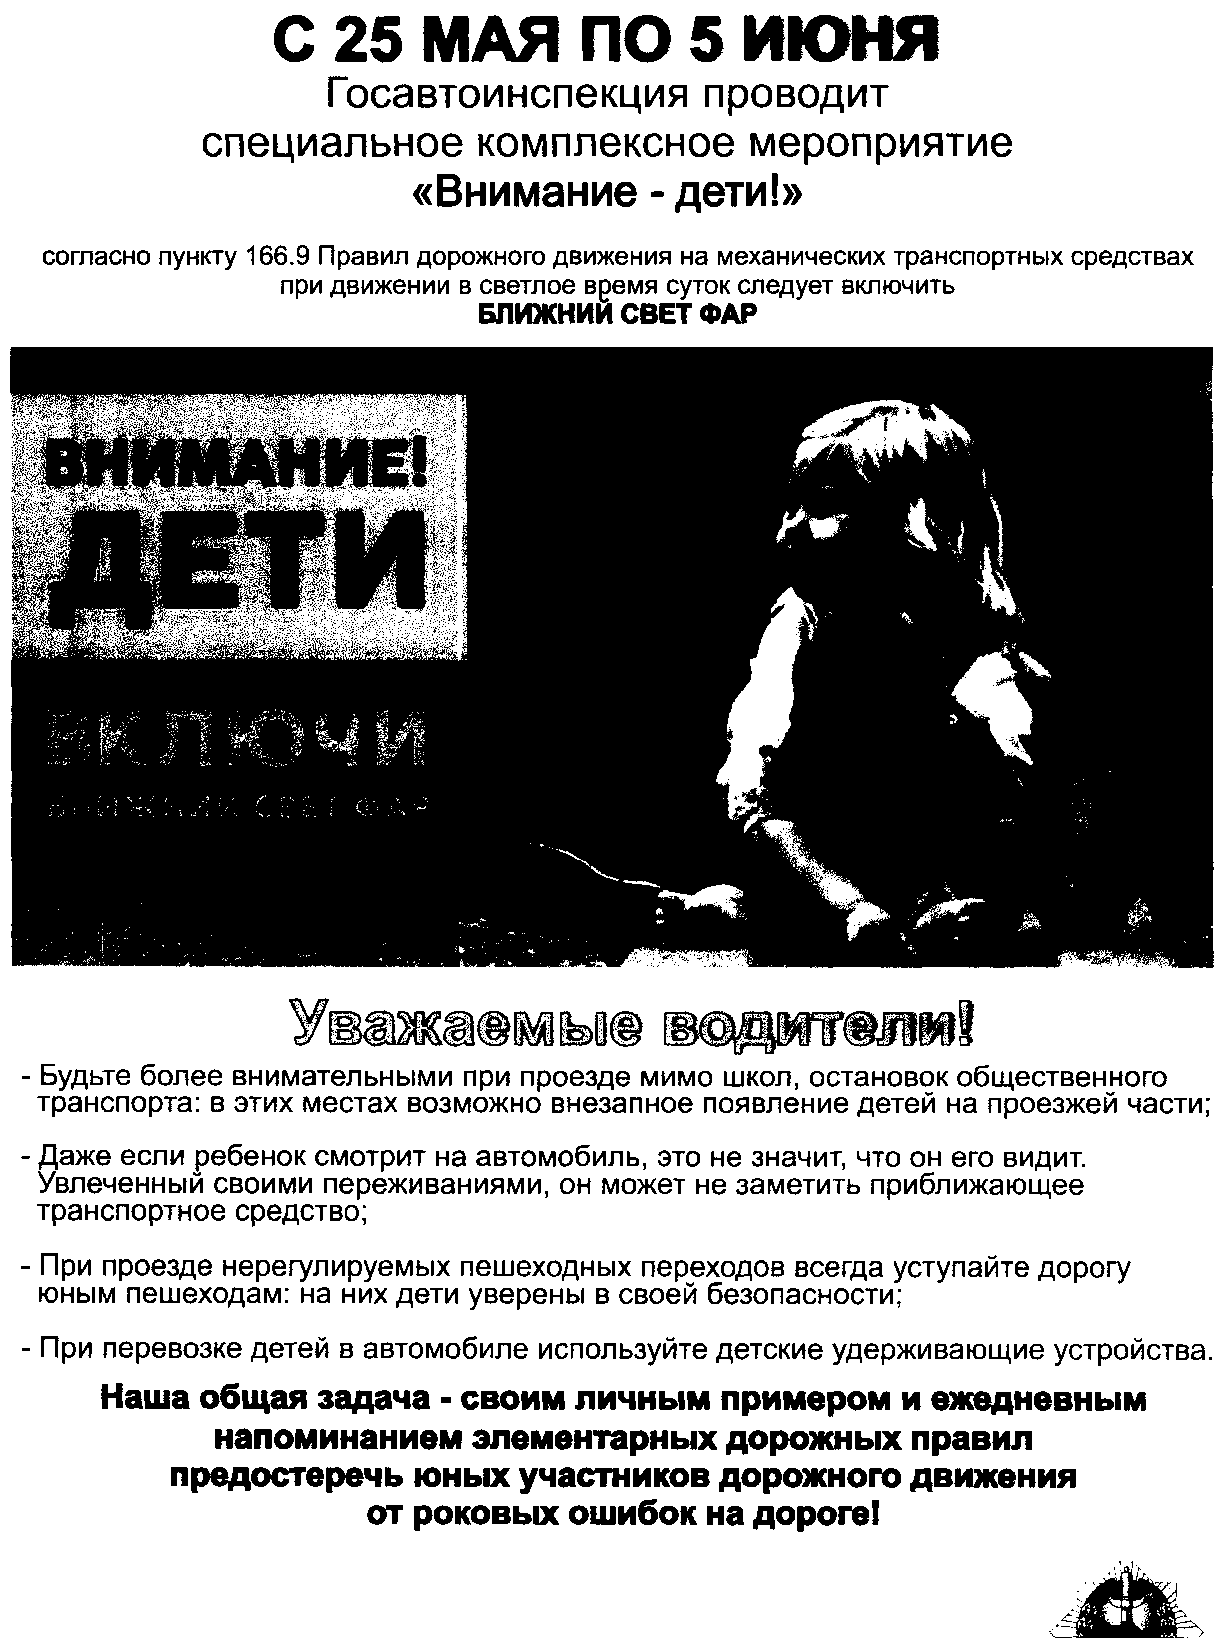 С 25 МАЯ ПО 5 ИЮНЯ
Госавтоинспекция проводит
специальное комплексное мероприятие
«Внимание - дети!»
согласно пункту 166.9 Правил дорожного движения на механических транспортных средствах
при движении в светлое время суток следует включить
БЛИЖНИЙ СВЕТ ФАР
ВНИМАНИЕ!
ДЕТИ
ВКЛЮЧИ
БЛИЖНИЙ СВЕТ ФАР
Уважаемые водители!
- Будьте более внимательными при проезде мимо школ, остановок общественного
транспорта: в этих местах возможно внезапное появление детей на проезжей части;
- Даже если ребенок смотрит на автомобиль, это не значит, что он его видит.
Увлеченный своими переживаниями, он может не заметить приближающее
транспортное средство;
- При проезде нерегулируемых пешеходных переходов всегда уступайте дорогу
юным пешеходам: на них дети уверены в своей безопасности;
- При перевозке детей в автомобиле используйте детские удерживающие устройства.
Наша общая задача - своим личным примером и ежедневным
напоминанием элементарных дорожных правил
предостеречь юных участников дорожного движения
от роковых ошибок на дороге!